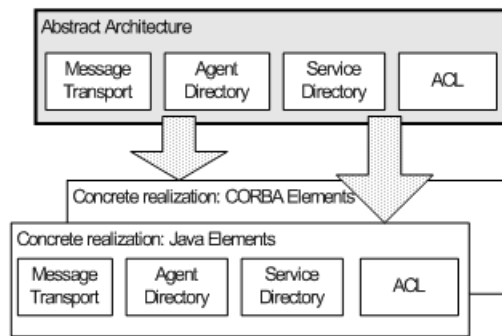 Abstract Architecture
Message Transport
Agent Directory
Service Directory
ACL
Concrete realization: CORBA Elements
Concrete realization: Java Elements
Message Transport
Agent Directory
Service Directory
ACL